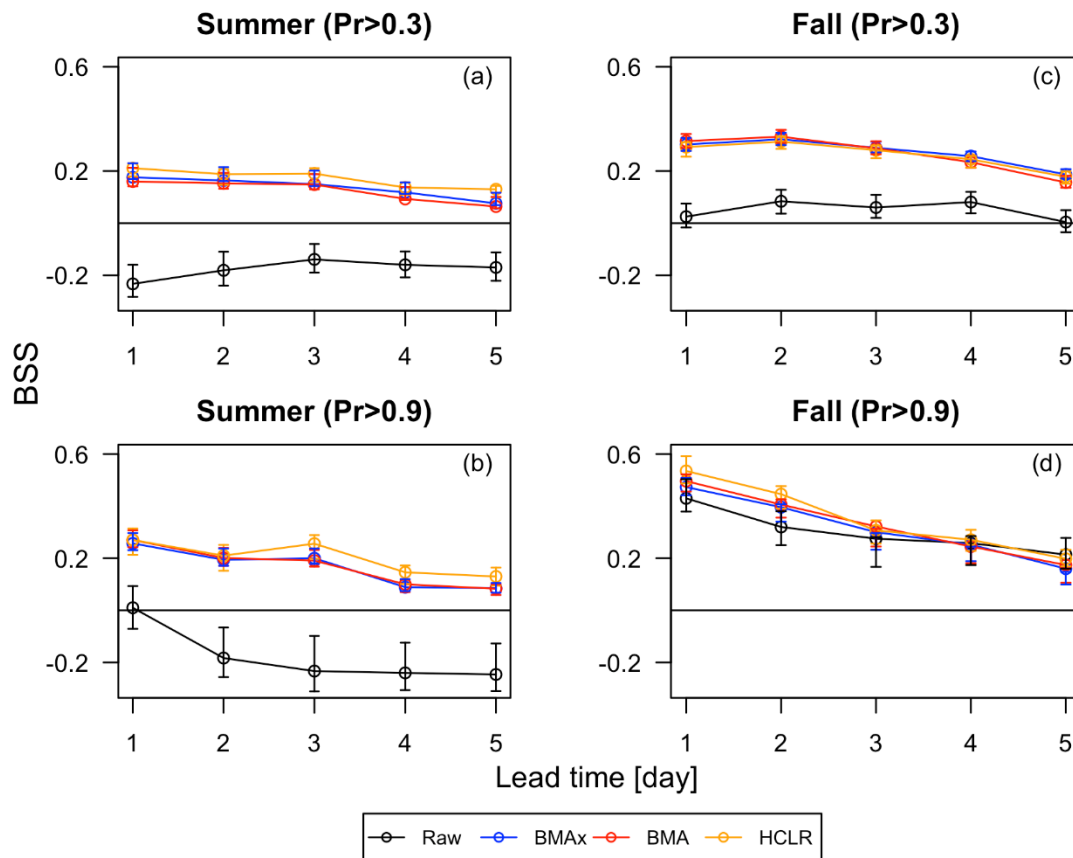 Summer (Pr>0.3)
(a)
0.6
0.2
-0.2
1 2 3 4 5
Fall (Pr>0.3)
(c)
0.6
0.2
-0.2
1 2 3 4 5
BSS
Summer (Pr>0.9)
(b)
0.6
0.2
-0.2
1 2 3 4 5
Fall (Pr>0.9)
(d)
0.6
0.2
-0.2
1 2 3 4 5
Lead time [day]
Raw BMAx BMA HCLR